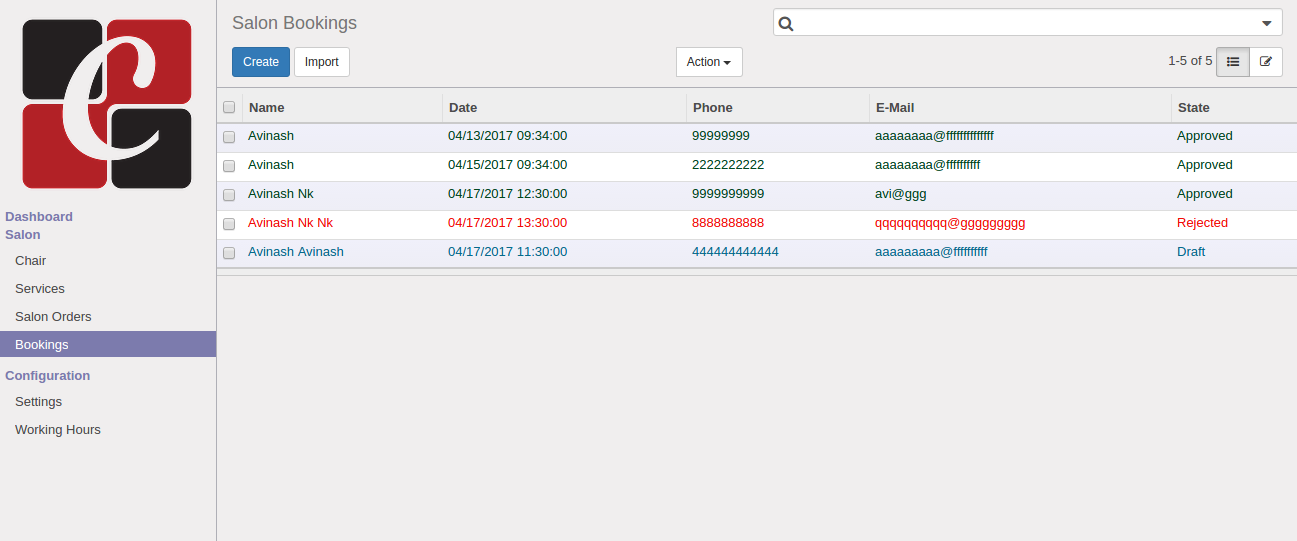 Salon Bookings
Create Import Action 1-5 of 5
Name Date Phone E-Mail State
Avinash 04/13/2017 09:34:00 99999999 aaaaaaaa@ffffffffffffff Approved
Avinash 04/15/2017 09:34:00 2222222222 aaaaaaaa@ffffffffff Approved
Avinash Nk 04/17/2017 12:30:00 9999999999 avi@ggg Approved
Avinash Nk Nk 04/17/2017 13:30:00 8888888888 qqqqqqqqqq@ggggggggg Rejected
Avinash Avinash 04/17/2017 11:30:00 444444444444 aaaaaaaaa@ffffffffff Draft
C
Dashboard
Salon
Chair
Services
Salon Orders
Bookings
Configuration
Settings
Working Hours